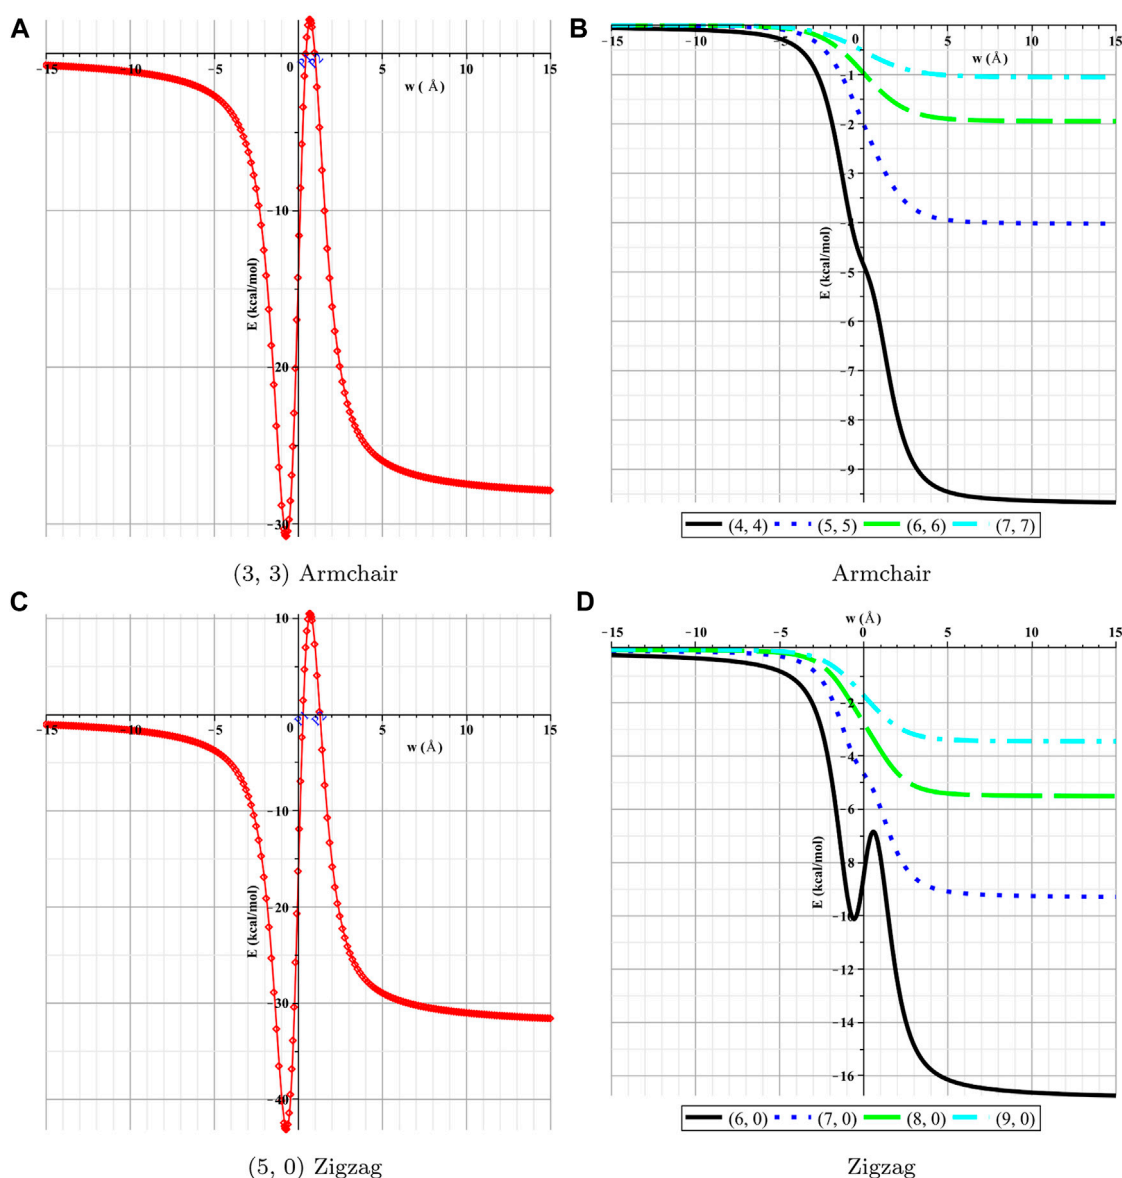 A
-15 -10 -5 0 5 10 15
w (Å)
-10
E (kcal/mol)
-20
-30
(3, 3) Armchair
B
-15 -10 -5 0 5 10 15
w (Å)
-1
-2
-3
-4
E (kcal/mol)
-5
-6
-7
-8
-9
(4, 4) (5, 5) (6, 6) (7, 7)
Armchair
C
10
-15 -10 -5 0 5 10 15
w (Å)
-10
E (kcal/mol)
-20
-30
-40
(5, 0) Zigzag
D
w (Å)
-15 -10 -5 0 5 10 15
-2
-4
-6
-8
E (kcal/mol)
-10
-12
-14
-16
(6, 0) (7, 0) (8, 0) (9, 0)
Zigzag